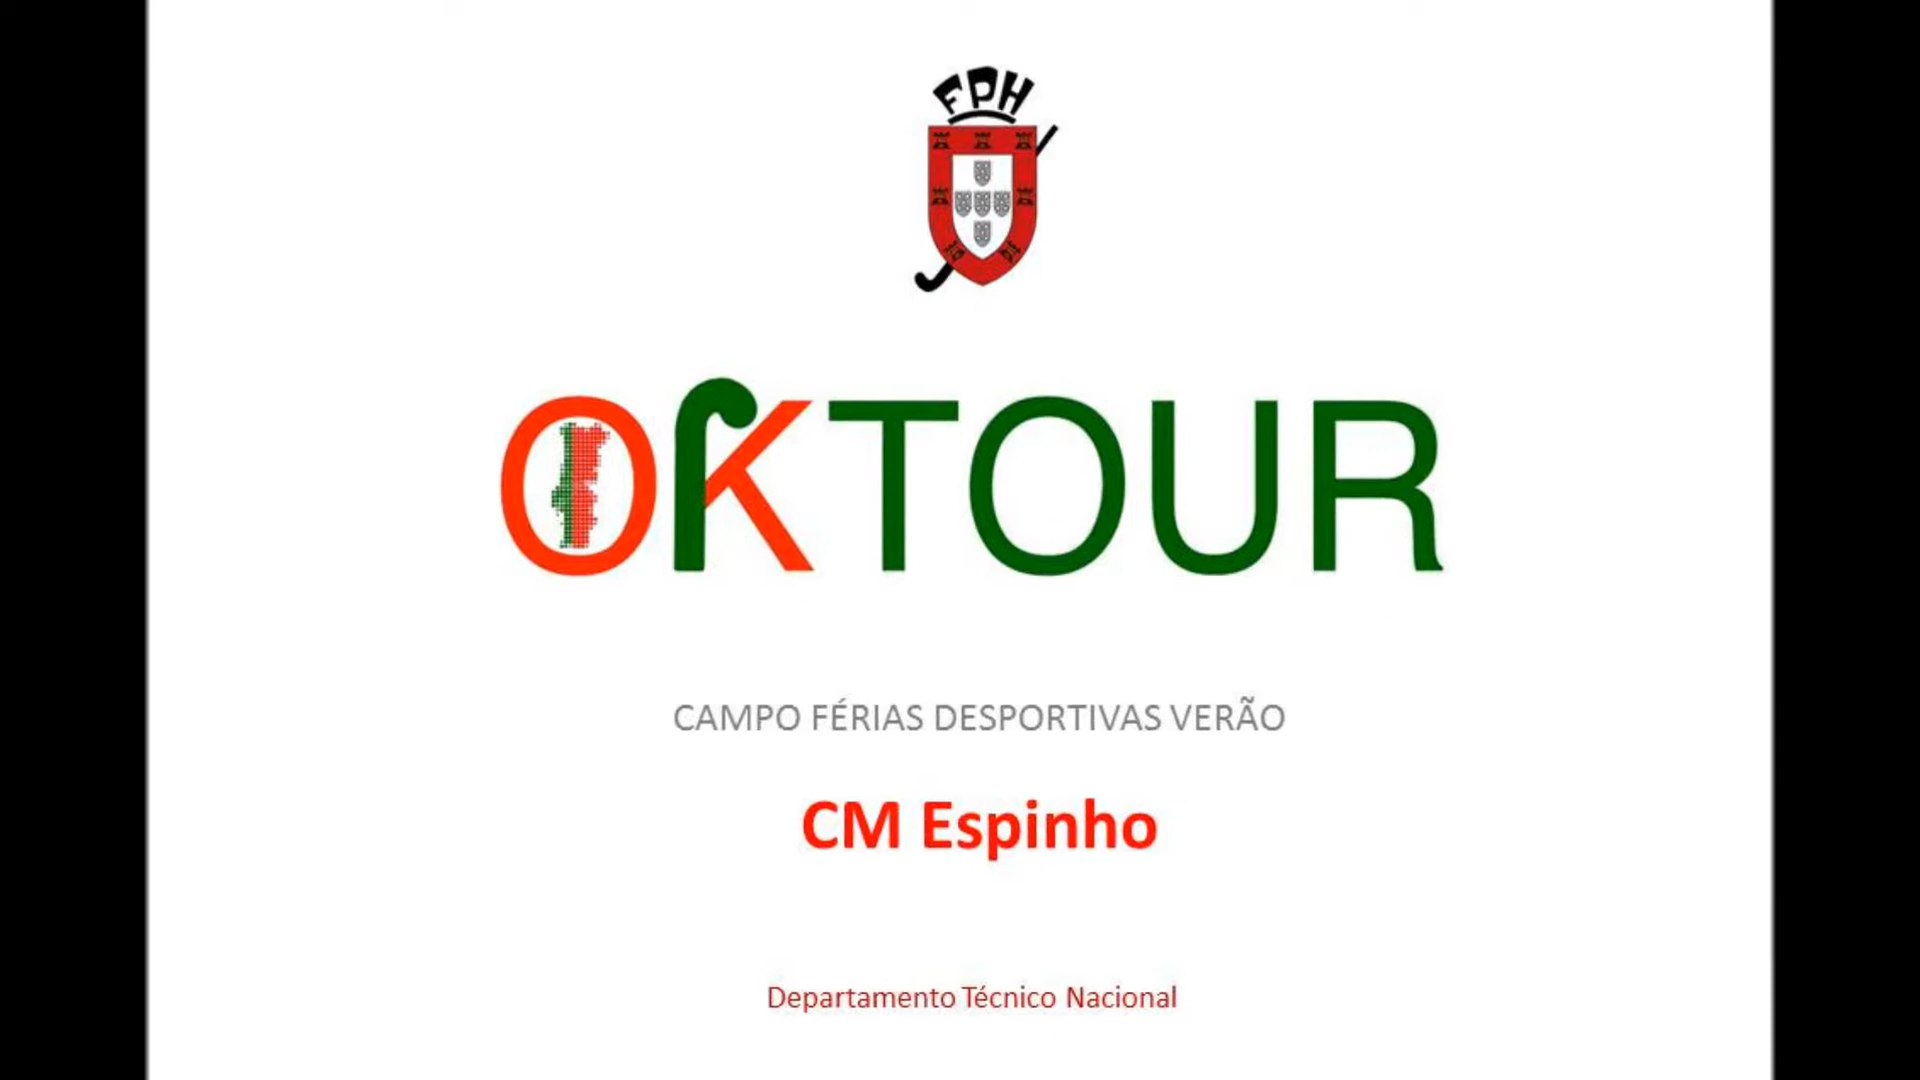 FPH
OKTOUR
CAMPO FÉRIAS DESPORTIVAS VERÃO
CM Espinho
Departamento Técnico Nacional